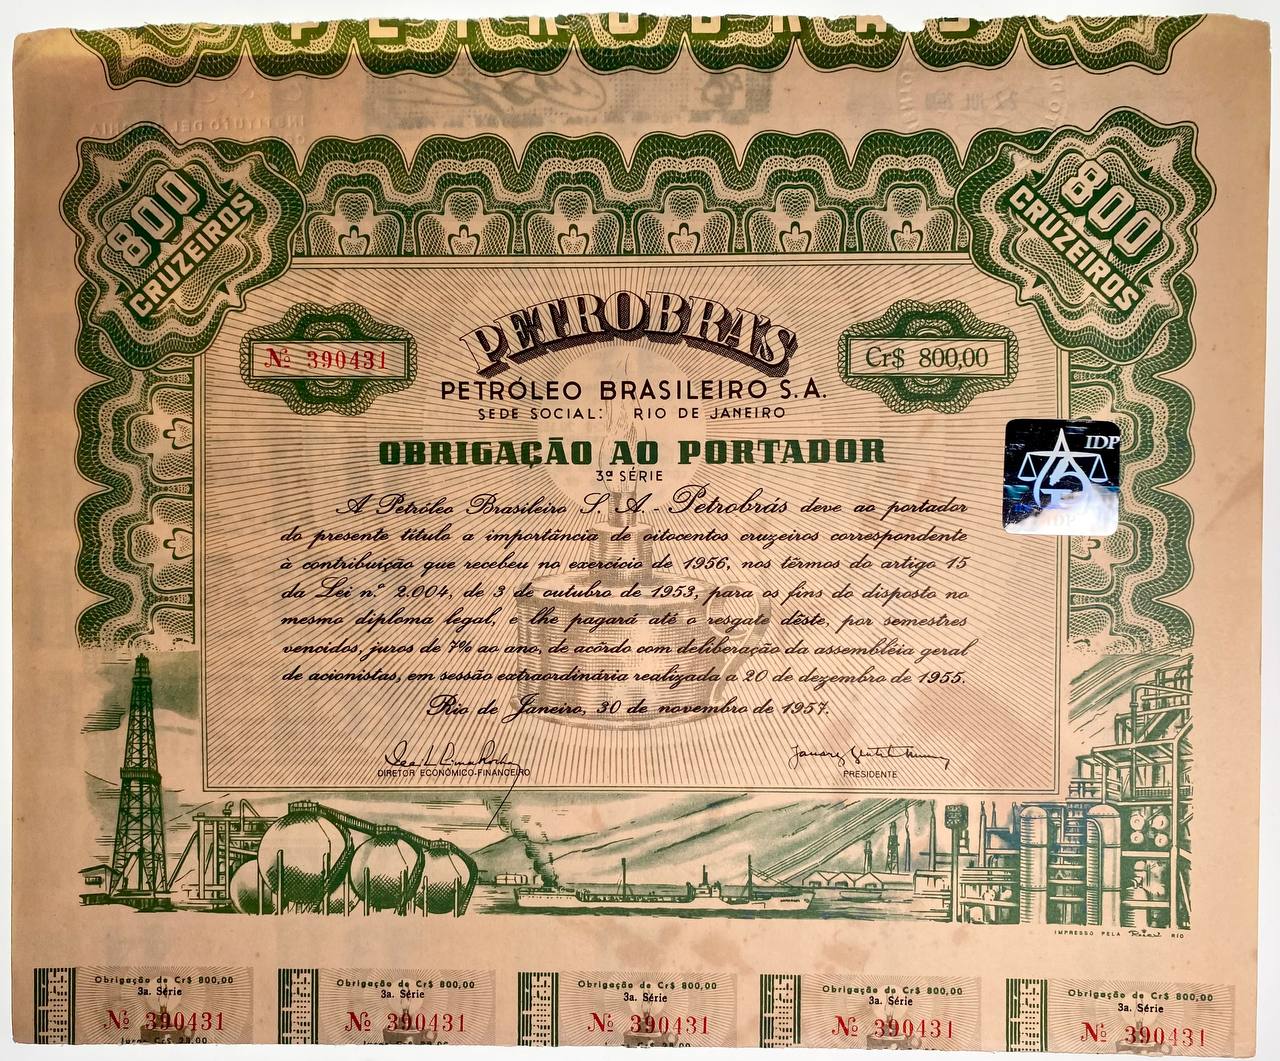 PETROBRAS
800
CRUZEIROS
800
CRUZEIROS
PETROBRÁS
Nº 390431
Cr$ 800,00
PETRÓLEO BRASILEIRO S.A.
SEDE SOCIAL: RIO DE JANEIRO
OBRIGAÇÃO AO PORTADOR
3ª SÉRIE
IDP
A Petróleo Brasileiro S. A. - Petrobrás deve ao portador
do presente título a importância de oitocentos cruzeiros correspondente
à contribuição que recebeu no exercício de 1956, nos têrmos do artigo 15
da Lei n.º 2.004, de 3 de outubro de 1953, para os fins do disposto no
mesmo diploma legal, e lhe pagará até o resgate dêste, por semestres
vencidos, juros de 7% ao ano, de acôrdo com deliberação da assembléia geral
de acionistas, em sessão extraordinária realizada a 20 de dezembro de 1955.
Rio de Janeiro, 30 de novembro de 1957.
DIRETOR ECONÔMICO-FINANCEIRO
PRESIDENTE
IMPRESSO PELA RIO
Obrigação de Cr$ 800,00
3a. Série
Nº 390431
Juros Cr$ 28,00
Obrigação de Cr$ 800,00
3a. Série
Nº 390431
Obrigação de Cr$ 800,00
3a. Série
Nº 390431
Obrigação de Cr$ 800,00
3a. Série
Nº 390431
Obrigação de Cr$ 800,00
3a. Série
Nº 390431